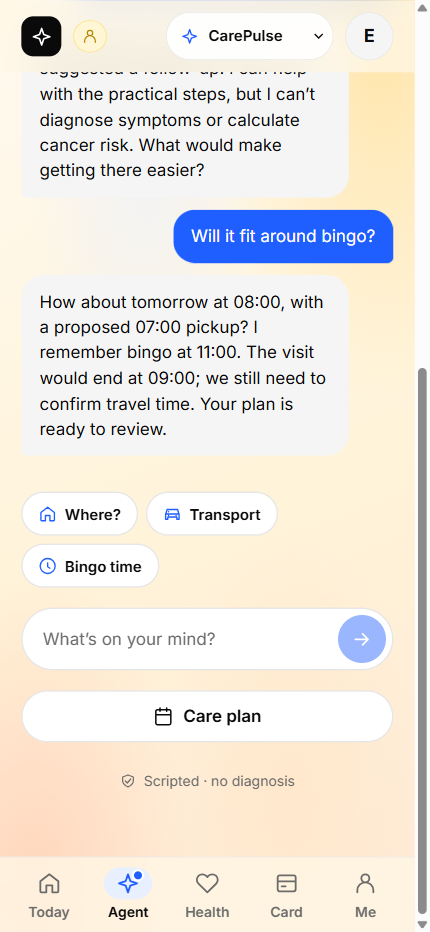 CarePulse
E
suggested a follow-up. I can help
with the practical steps, but I can’t
diagnose symptoms or calculate
cancer risk. What would make
getting there easier?
Will it fit around bingo?
How about tomorrow at 08:00, with
a proposed 07:00 pickup? I
remember bingo at 11:00. The visit
would end at 09:00; we still need to
confirm travel time. Your plan is
ready to review.
Where?
Transport
Bingo time
What’s on your mind?
Care plan
Scripted · no diagnosis
Today
Agent
Health
Card
Me